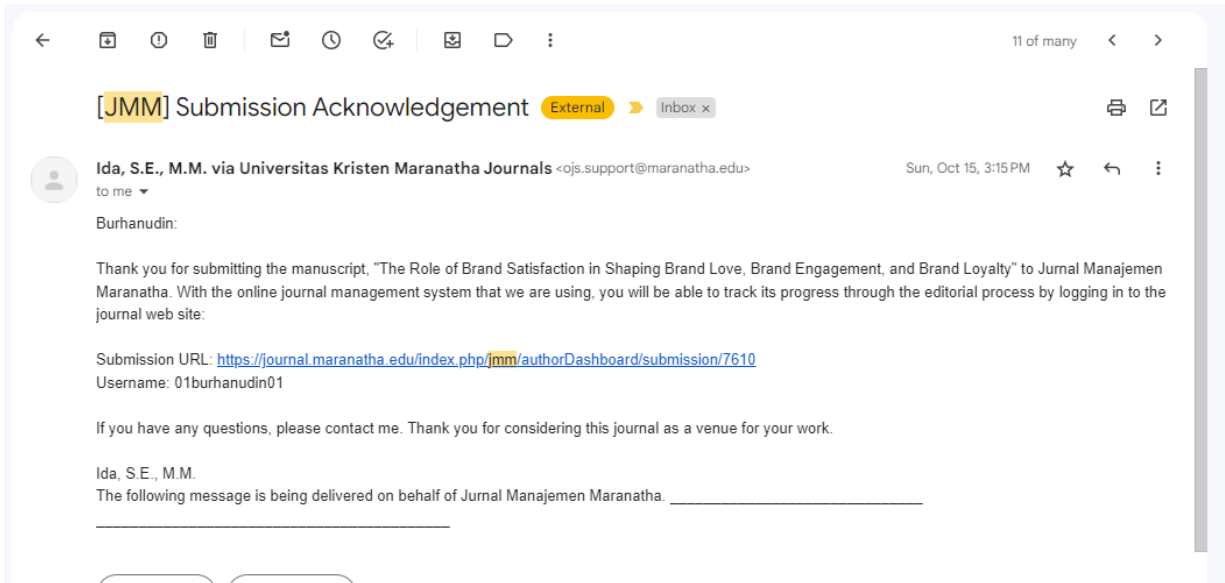 11 of many
[JMM] Submission Acknowledgement External Inbox x
Ida, S.E., M.M. via Universitas Kristen Maranatha Journals <ojs.support@maranatha.edu> Sun, Oct 15, 3:15 PM
to me
Burhanudin:
Thank you for submitting the manuscript, "The Role of Brand Satisfaction in Shaping Brand Love, Brand Engagement, and Brand Loyalty" to Jurnal Manajemen
Maranatha. With the online journal management system that we are using, you will be able to track its progress through the editorial process by logging in to the
journal web site:
Submission URL: https://journal.maranatha.edu/index.php/jmm/authorDashboard/submission/7610
Username: 01burhanudin01
If you have any questions, please contact me. Thank you for considering this journal as a venue for your work.
Ida, S.E., M.M.
The following message is being delivered on behalf of Jurnal Manajemen Maranatha. ______________________________
__________________________________________